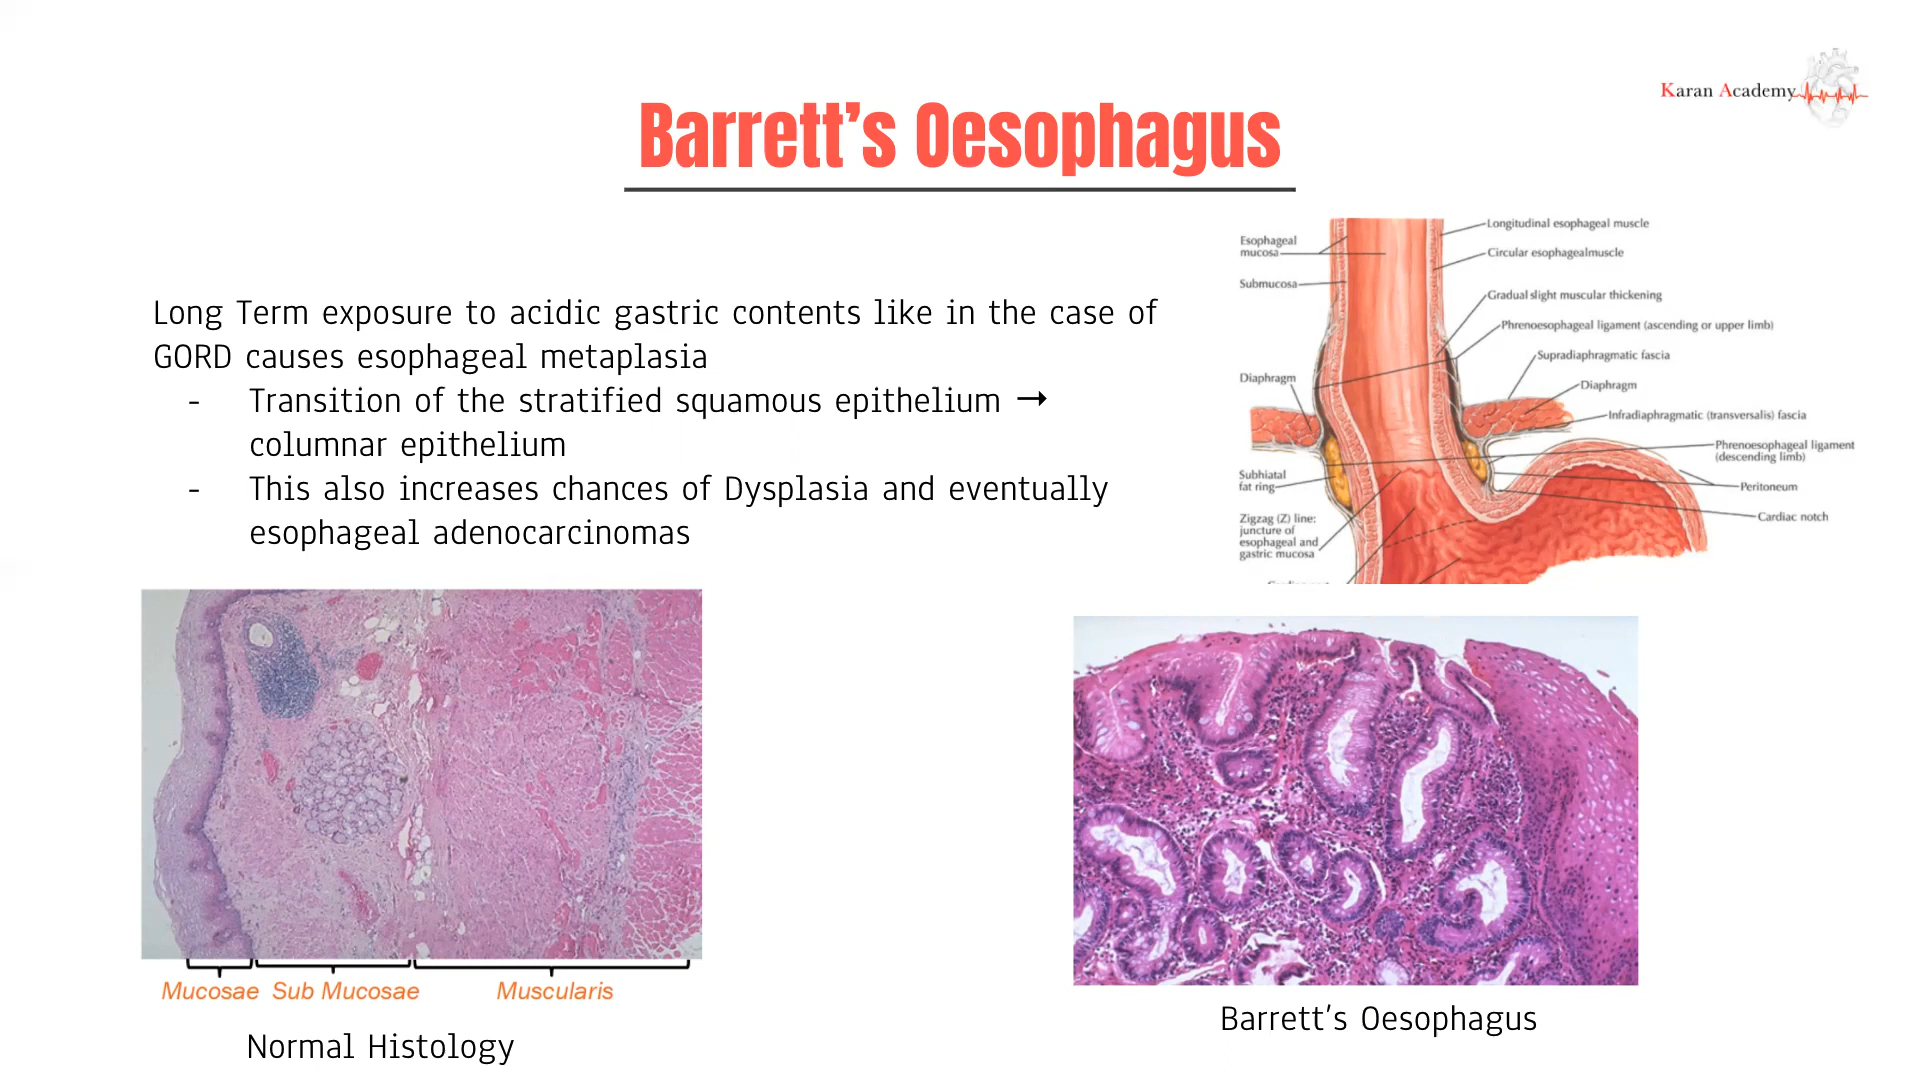 Karan Academy
Barrett’s Oesophagus
Long Term exposure to acidic gastric contents like in the case of
GORD causes esophageal metaplasia
- Transition of the stratified squamous epithelium →
columnar epithelium
- This also increases chances of Dysplasia and eventually
esophageal adenocarcinomas
Esophageal
mucosa
Submucosa
Diaphragm
Subhiatal
fat ring
Zigzag (Z) line:
juncture of
esophageal and
gastric mucosa
Longitudinal esophageal muscle
Circular esophagealmuscle
Gradual slight muscular thickening
Phrenoesophageal ligament (ascending or upper limb)
Supradiaphragmatic fascia
Diaphragm
Infradiaphragmatic (transversalis) fascia
Phrenoesophageal ligament
(descending limb)
Peritoneum
Cardiac notch
Mucosae Sub Mucosae Muscularis
Normal Histology
Barrett’s Oesophagus